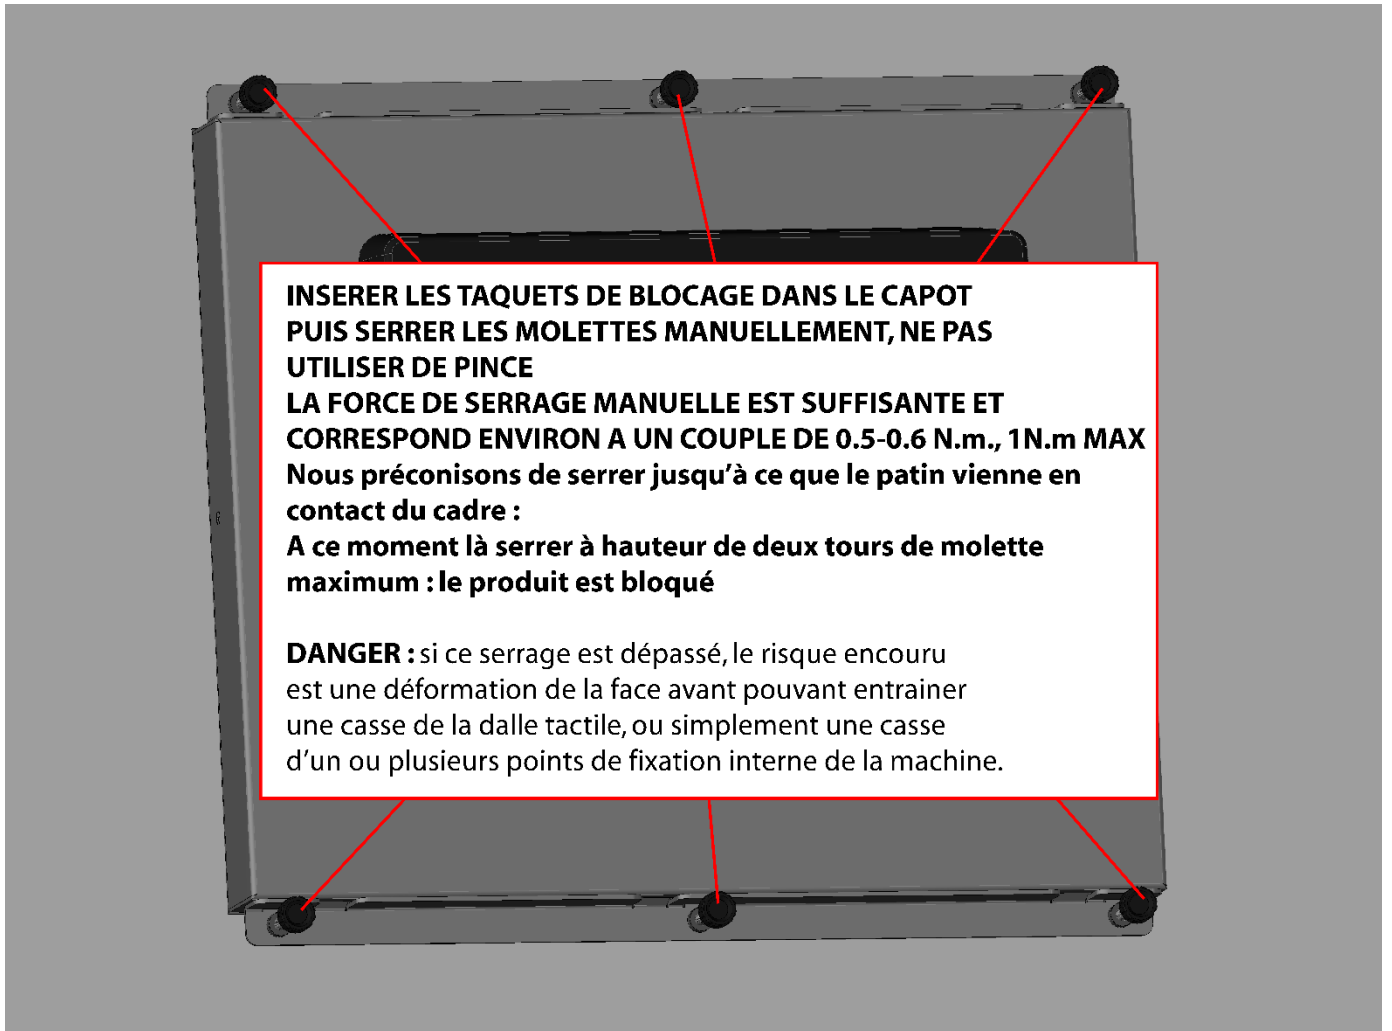 INSERER LES TAQUETS DE BLOCAGE DANS LE CAPOT
PUIS SERRER LES MOLETTES MANUELLEMENT, NE PAS
UTILISER DE PINCE
LA FORCE DE SERRAGE MANUELLE EST SUFFISANTE ET
CORRESPOND ENVIRON A UN COUPLE DE 0.5-0.6 N.m., 1N.m MAX
Nous préconisons de serrer jusqu’à ce que le patin vienne en
contact du cadre :
A ce moment là serrer à hauteur de deux tours de molette
maximum : le produit est bloqué
DANGER : si ce serrage est dépassé, le risque encouru
est une déformation de la face avant pouvant entrainer
une casse de la dalle tactile, ou simplement une casse
d’un ou plusieurs points de fixation interne de la machine.